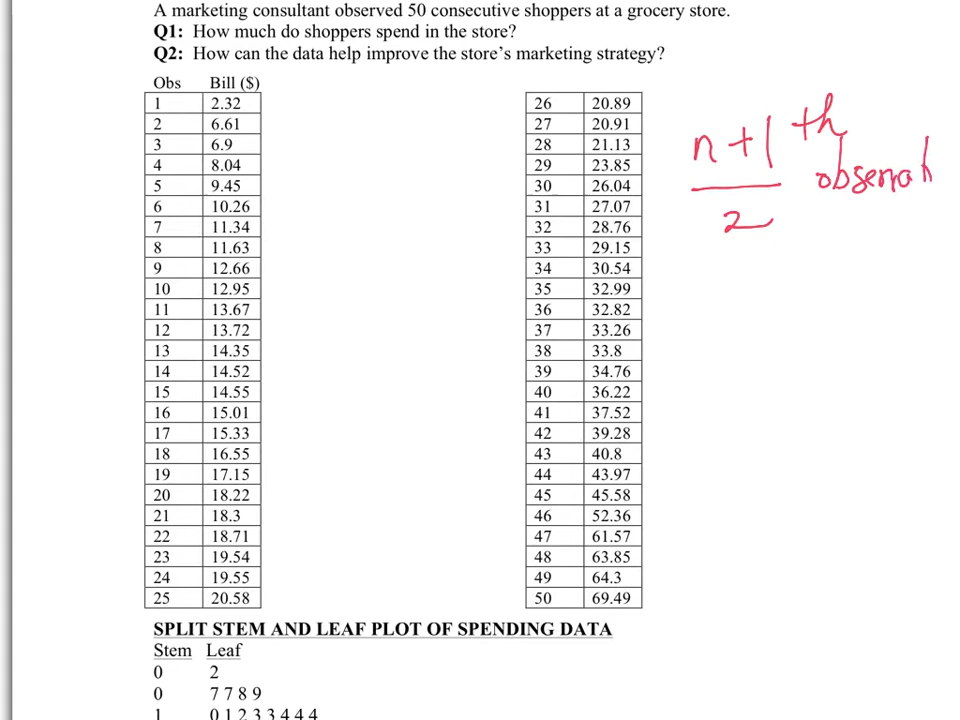 A marketing consultant observed 50 consecutive shoppers at a grocery store.
Q1: How much do shoppers spend in the store?
Q2: How can the data help improve the store's marketing strategy?
Obs Bill ($)
1 2.32 26 20.89
2 6.61 27 20.91
3 6.9 28 21.13
4 8.04 29 23.85
5 9.45 30 26.04
6 10.26 31 27.07
7 11.34 32 28.76
8 11.63 33 29.15
9 12.66 34 30.54
10 12.95 35 32.99
11 13.67 36 32.82
12 13.72 37 33.26
13 14.35 38 33.8
14 14.52 39 34.76
15 14.55 40 36.22
16 15.01 41 37.52
17 15.33 42 39.28
18 16.55 43 40.8
19 17.15 44 43.97
20 18.22 45 45.58
21 18.3 46 52.36
22 18.71 47 61.57
23 19.54 48 63.85
24 19.55 49 64.3
25 20.58 50 69.49
n+1 th
2
SPLIT STEM AND LEAF PLOT OF SPENDING DATA
Stem Leaf
0 2
0 7 7 8 9
1 0 1 2 3 3 4 4 4